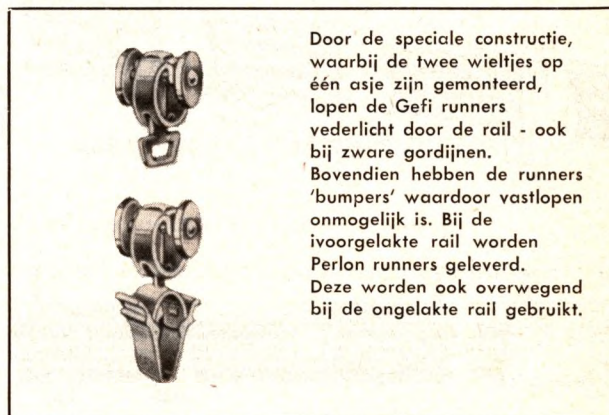 Door de speciale constructie,
waarbij de twee wieltjes op
één asje zijn gemonteerd,
lopen de Gefi runners
vederlicht door de rail - ook
bij zware gordijnen.
Bovendien hebben de runners
'bumpers' waardoor vastlopen
onmogelijk is. Bij de
ivoorgelakte rail worden
Perlon runners geleverd.
Deze worden ook overwegend
bij de ongelakte rail gebruikt.